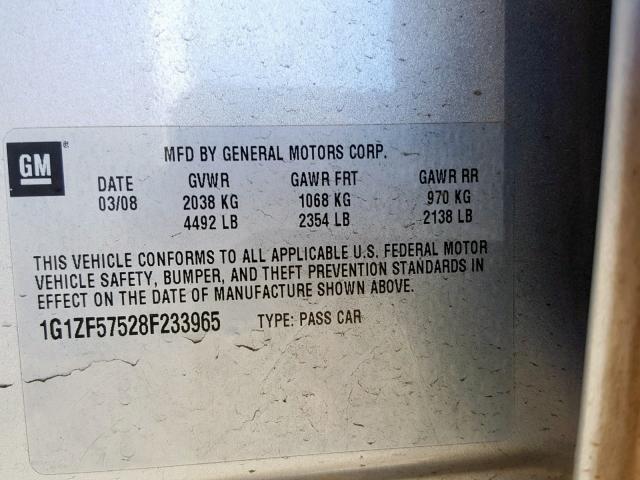 GM®
MFD BY GENERAL MOTORS CORP.
DATE GVWR GAWR FRT GAWR RR
03/08 2038 KG 1068 KG 970 KG
4492 LB 2354 LB 2138 LB
THIS VEHICLE CONFORMS TO ALL APPLICABLE U.S. FEDERAL MOTOR
VEHICLE SAFETY, BUMPER, AND THEFT PREVENTION STANDARDS IN
EFFECT ON THE DATE OF MANUFACTURE SHOWN ABOVE.
1G1ZF57528F233965 TYPE: PASS CAR